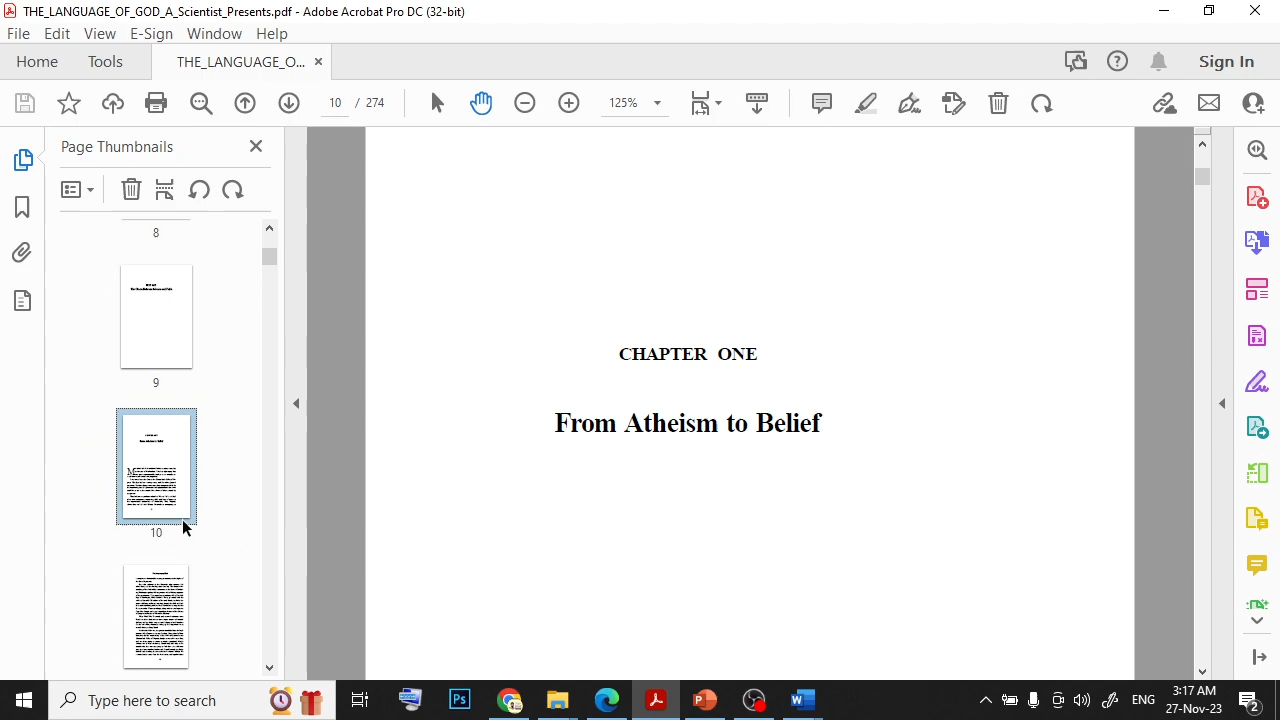 THE_LANGUAGE_OF_GOD_A_Scientist_Presents.pdf - Adobe Acrobat Pro DC (32-bit)
File Edit View E-Sign Window Help
Home Tools THE_LANGUAGE_O... Sign In
10 / 274 125%
Page Thumbnails
8
9
10
CHAPTER ONE
From Atheism to Belief
Type here to search
Ps
ENG
3:17 AM
27-Nov-23
2